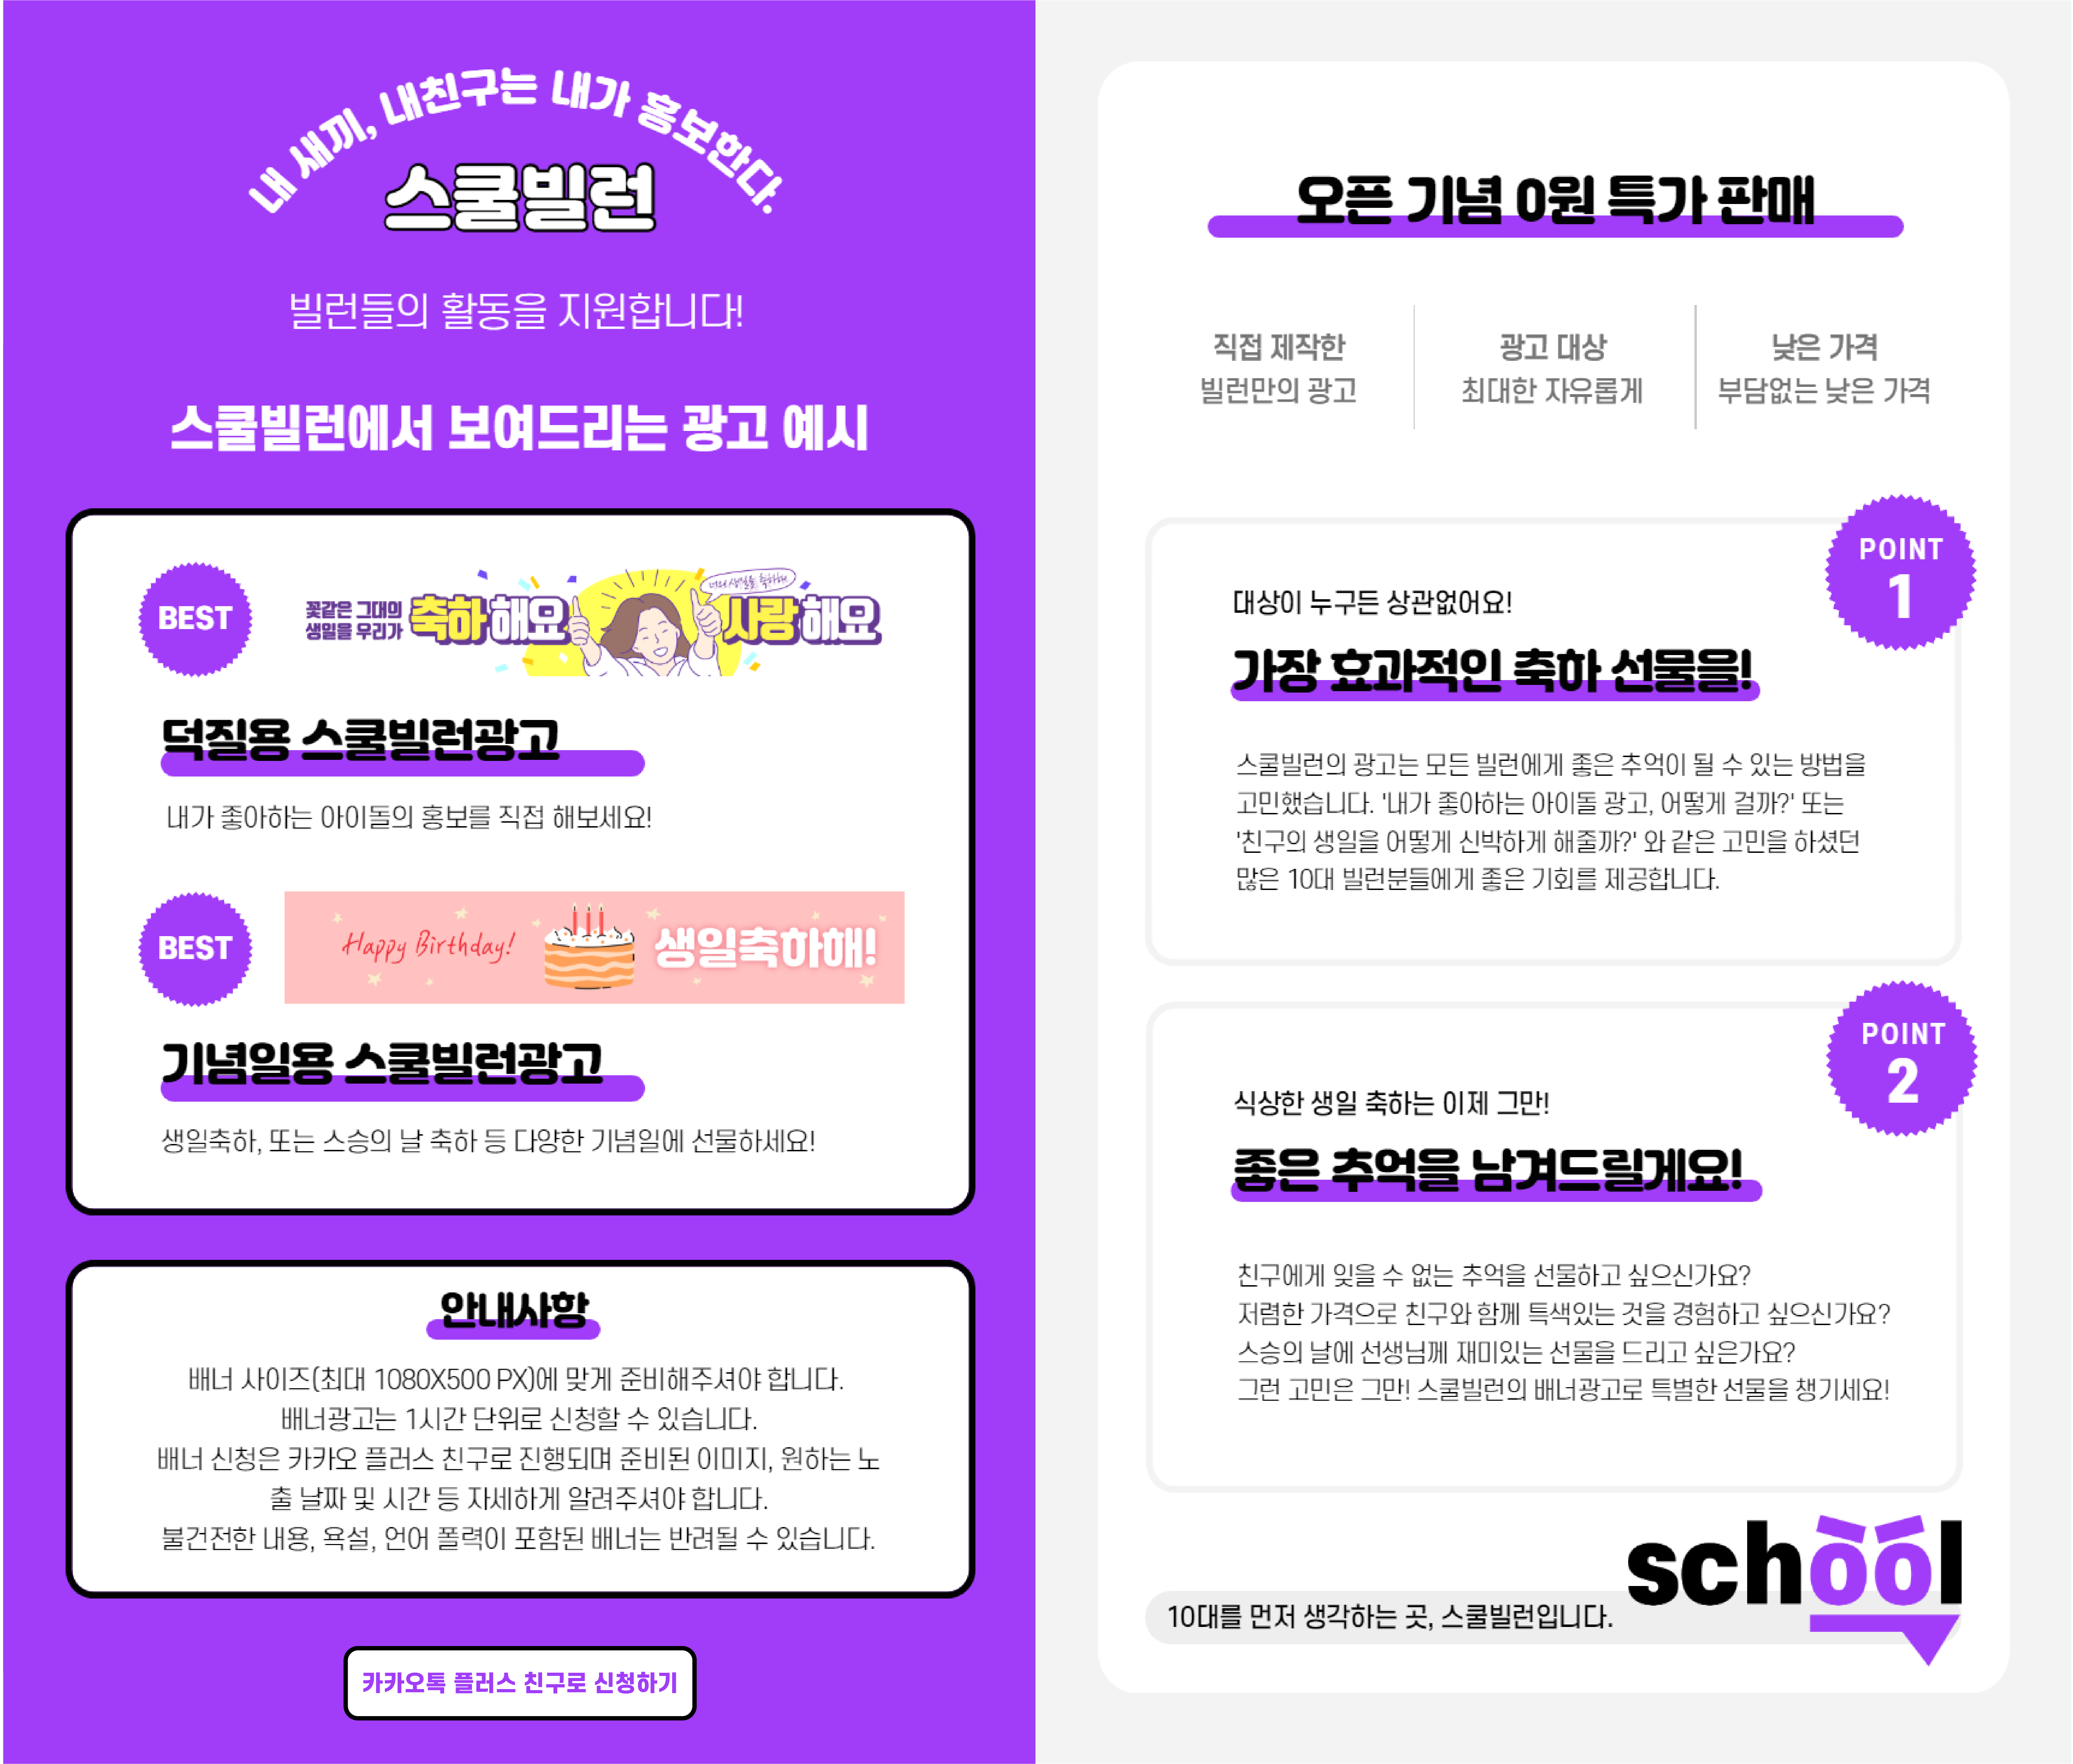 내 새끼, 내친구는 내가 홍보한다.
스쿨빌런
빌런들의 활동을 지원합니다!
스쿨빌런에서 보여드리는 광고 예시
BEST
꽃같은 그대의
생일을 우리가
축하해요
너의 생일을 축하해
사랑해요
덕질용 스쿨빌런광고
내가 좋아하는 아이돌의 홍보를 직접 해보세요!
BEST
Happy Birthday!
생일축하해!
기념일용 스쿨빌런광고
생일축하, 또는 스승의 날 축하 등 다양한 기념일에 선물하세요!
안내사항
배너 사이즈(최대 1080X500 PX)에 맞게 준비해주셔야 합니다.
배너광고는 1시간 단위로 신청할 수 있습니다.
배너 신청은 카카오 플러스 친구로 진행되며 준비된 이미지, 원하는 노
출 날짜 및 시간 등 자세하게 알려주셔야 합니다.
불건전한 내용, 욕설, 언어 폴력이 포함된 배너는 반려될 수 있습니다.
카카오톡 플러스 친구로 신청하기
오픈 기념 0원 특가 판매
직접 제작한
빌런만의 광고
광고 대상
최대한 자유롭게
낮은 가격
부담없는 낮은 가격
POINT
1
대상이 누구든 상관없어요!
가장 효과적인 축하 선물을!
스쿨빌런의 광고는 모든 빌런에게 좋은 추억이 될 수 있는 방법을
고민했습니다. '내가 좋아하는 아이돌 광고, 어떻게 걸까?' 또는
'친구의 생일을 어떻게 신박하게 해줄까?' 와 같은 고민을 하셨던
많은 10대 빌런분들에게 좋은 기회를 제공합니다.
POINT
2
식상한 생일 축하는 이제 그만!
좋은 추억을 남겨드릴게요!
친구에게 잊을 수 없는 추억을 선물하고 싶으신가요?
저렴한 가격으로 친구와 함께 특색있는 것을 경험하고 싶으신가요?
스승의 날에 선생님께 재미있는 선물을 드리고 싶은가요?
그런 고민은 그만! 스쿨빌런의 배너광고로 특별한 선물을 챙기세요!
10대를 먼저 생각하는 곳, 스쿨빌런입니다.
school